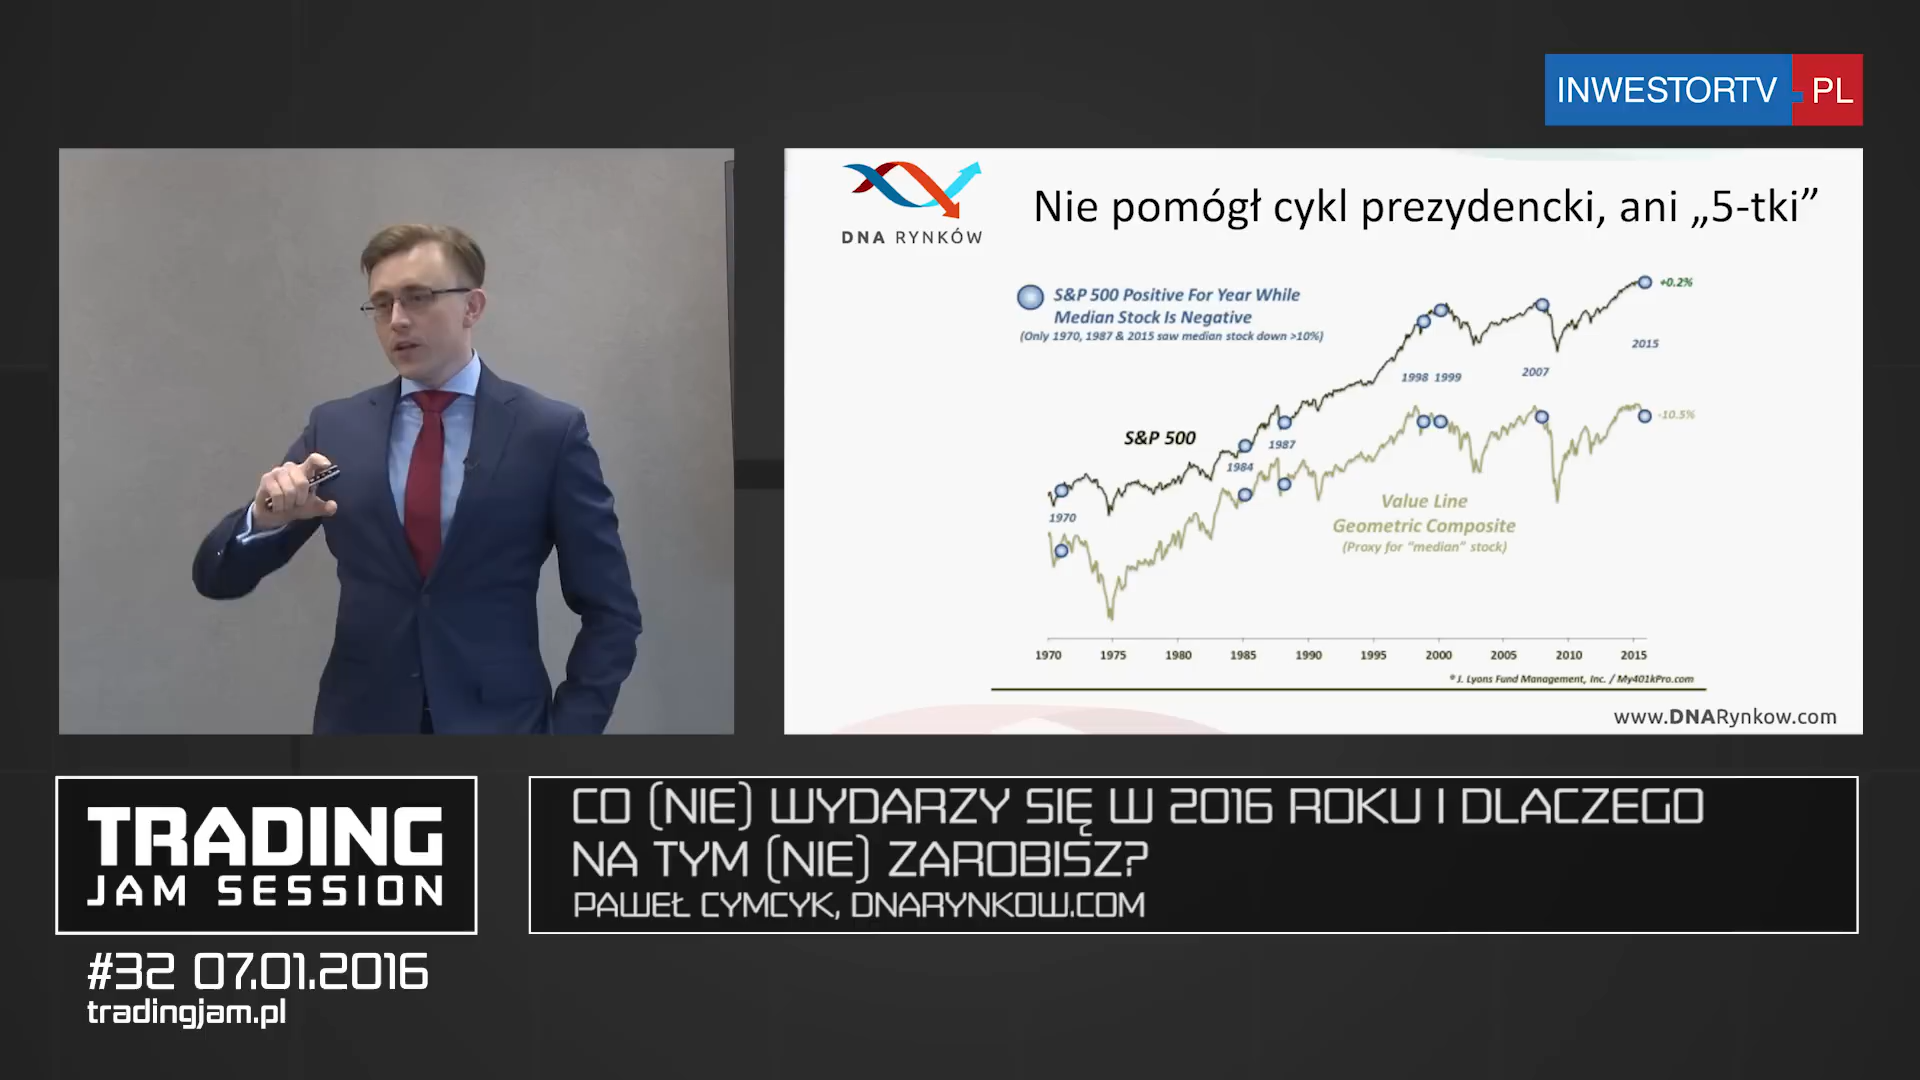 INWESTORTV.PL
DNA RYNKÓW
Nie pomógł cykl prezydencki, ani „5-tki”
S&P 500 Positive For Year While
Median Stock Is Negative
(Only 1970, 1987 & 2015 saw median stock down >10%)
+0.2%
2015
1998 1999
2007
-10.5%
S&P 500
1987
1984
1970
Value Line
Geometric Composite
(Proxy for "median" stock)
1970 1975 1980 1985 1990 1995 2000 2005 2010 2015
© J. Lyons Fund Management, Inc. / My401kPro.com
www.DNARynkow.com
TRADING
JAM SESSION
#32 07.01.2016
tradingjam.pl
CO (NIE) WYDARZY SIĘ W 2016 ROKU I DLACZEGO
NA TYM (NIE) ZAROBISZ?
PAWEŁ CYMCYK, DNARYNKOW.COM